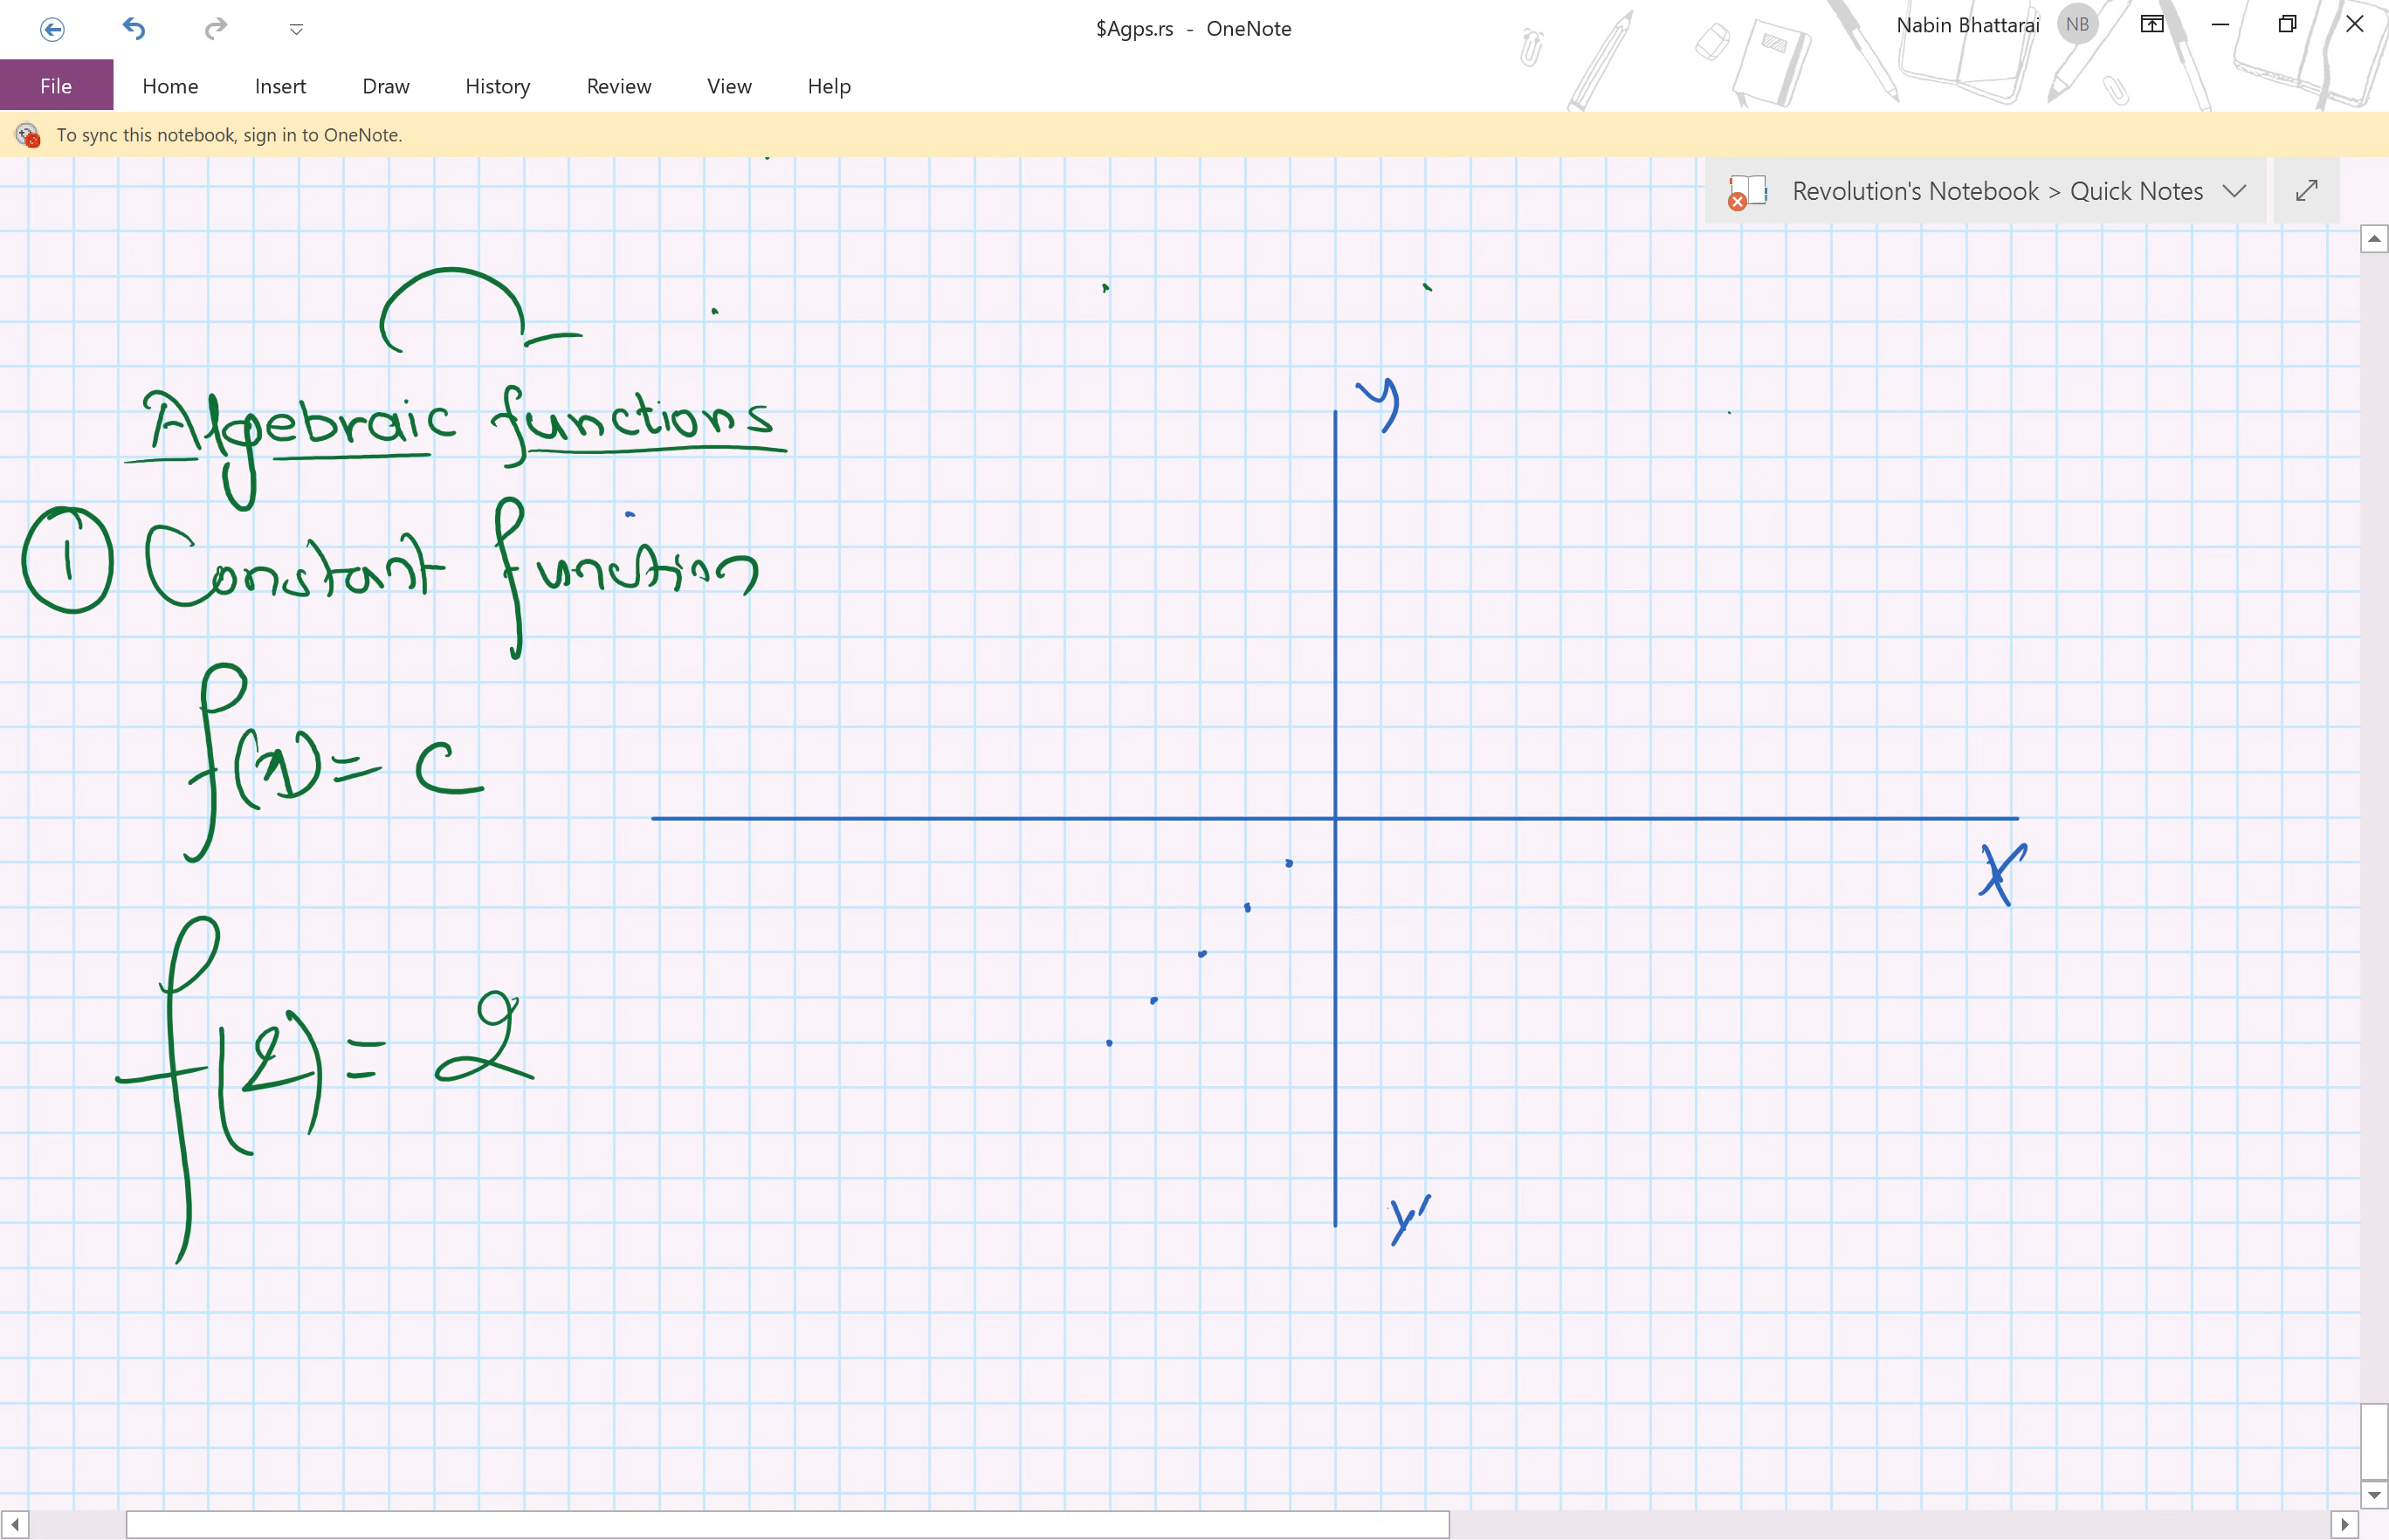 $Agps.rs - OneNote
Nabin Bhattarai NB
File Home Insert Draw History Review View Help
To sync this notebook, sign in to OneNote.
Revolution's Notebook > Quick Notes
Algebraic functions
① Constant function
f(x) = c
f(2) = 2
y
X
y'